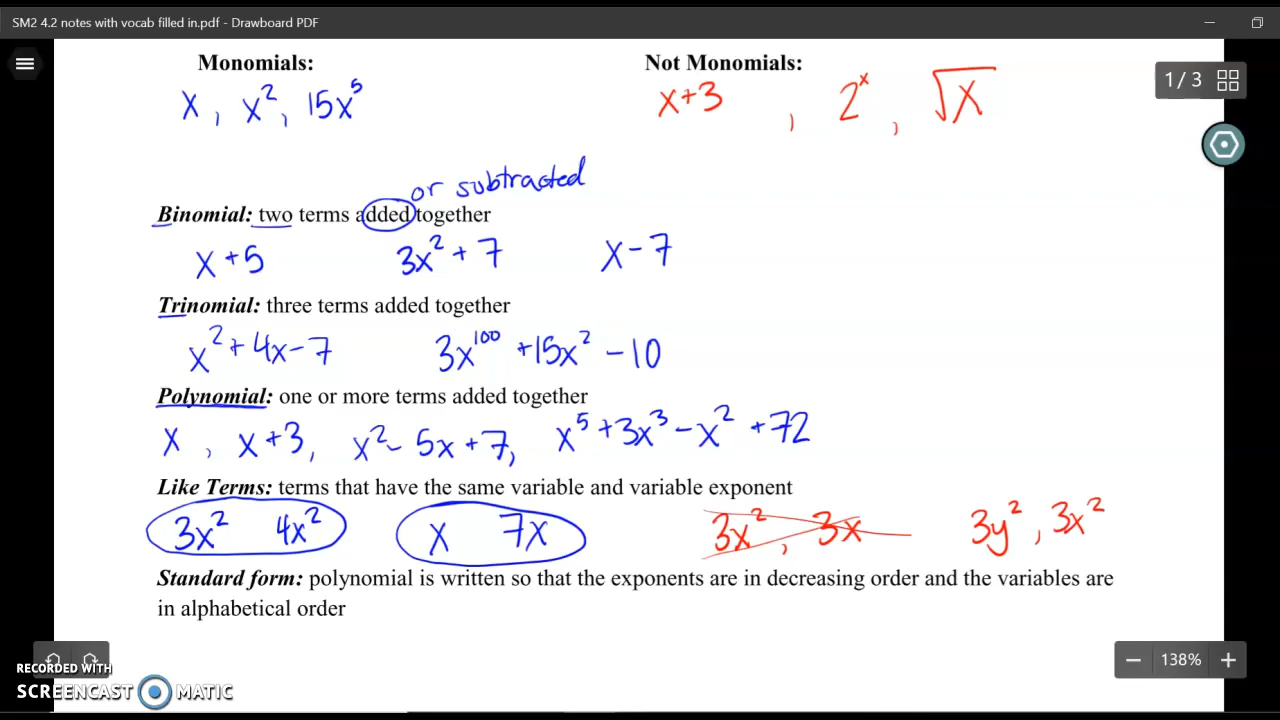 SM2 4.2 notes with vocab filled in.pdf - Drawboard PDF
Monomials: Not Monomials:
1 / 3
x, x², 15x⁵ x+3, 2ˣ, √x
or subtracted
Binomial: two terms added together
x+5 3x²+7 x-7
Trinomial: three terms added together
x²+4x-7 3x¹⁰⁰+15x²-10
Polynomial: one or more terms added together
x, x+3, x²-5x+7, x⁵+3x³-x²+72
Like Terms: terms that have the same variable and variable exponent
3x² 4x² x 7x 3x², 3x 3y², 3x²
Standard form: polynomial is written so that the exponents are in decreasing order and the variables are
in alphabetical order
138%
RECORDED WITH
SCREENCAST MATIC